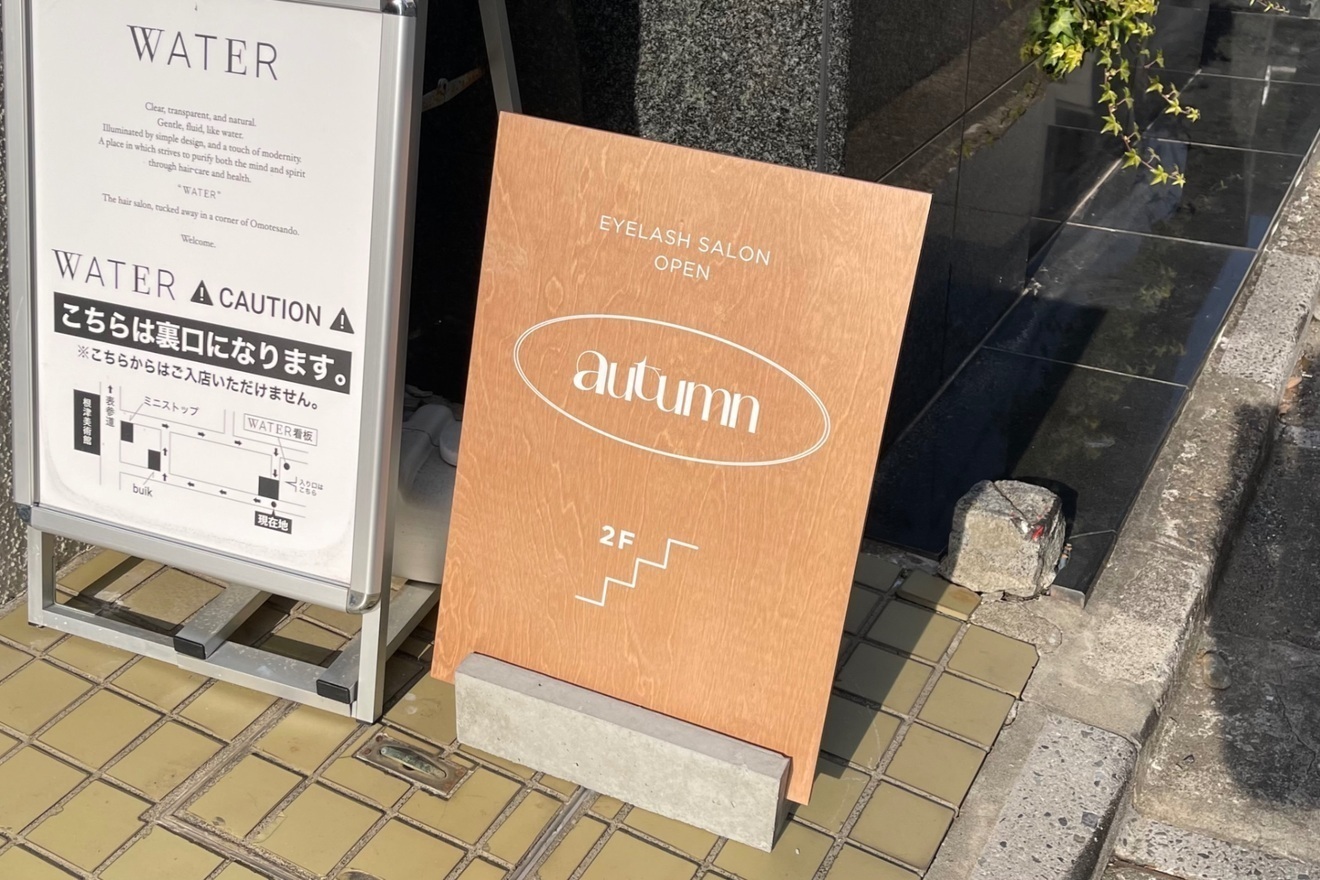 WATER
Clear, transparent, and natural.
Gentle, fluid, like water.
Illuminated by simple design, and a touch of modernity.
A place in which strives to purify both the mind and spirit
through hair-care and health.
"WATER"
The hair salon, tucked away in a corner of Omotesando.
Welcome.
WATER ⚠ CAUTION ⚠
こちらは裏口になります。
※こちらからはご入店いただけません。
根津美術館
表参道
ミニストップ
WATER看板
buik
入り口は
こちら
現在地
EYELASH SALON
OPEN
autumn
2F